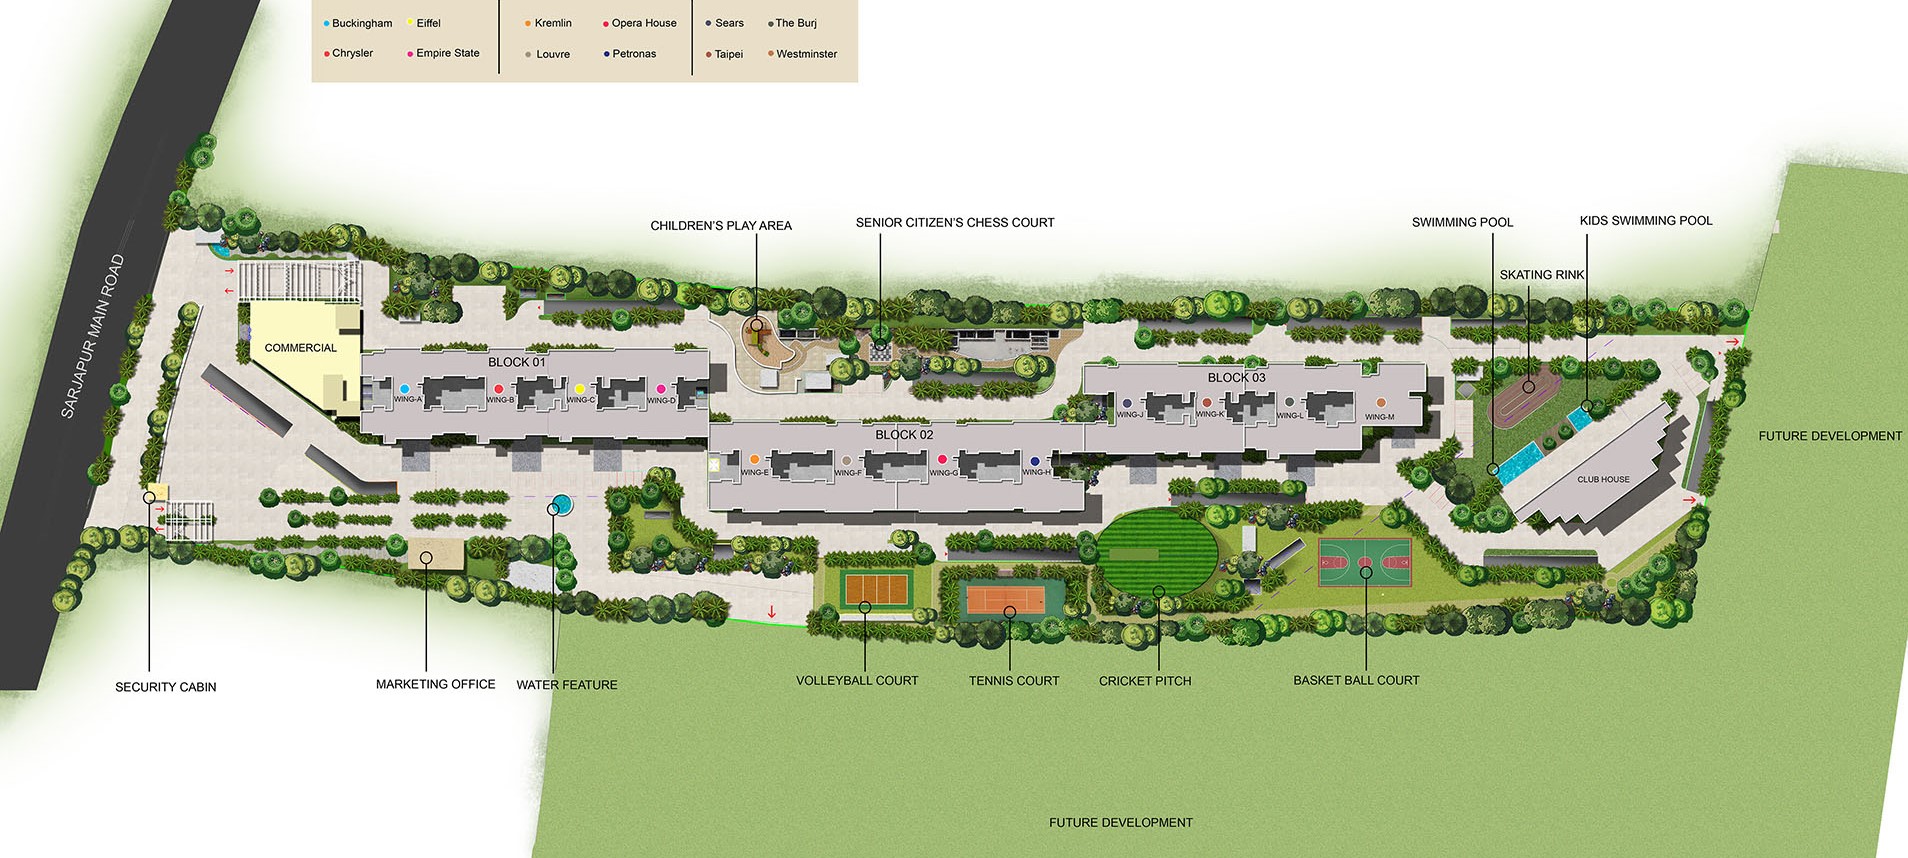 Buckingham Eiffel Kremlin Opera House Sears The Burj
Chrysler Empire State Louvre Petronas Taipei Westminster
CHILDREN'S PLAY AREA
SENIOR CITIZEN'S CHESS COURT
SWIMMING POOL
KIDS SWIMMING POOL
SKATING RINK
SARJAPUR MAIN ROAD
COMMERCIAL
BLOCK 01
WING-A
WING-B
WING-C
WING-D
BLOCK 03
WING-J
WING-K
WING-L
WING-M
BLOCK 02
WING-E
WING-F
WING-G
WING-H
FUTURE DEVELOPMENT
CLUB HOUSE
SECURITY CABIN
MARKETING OFFICE
WATER FEATURE
VOLLEYBALL COURT
TENNIS COURT
CRICKET PITCH
BASKET BALL COURT
FUTURE DEVELOPMENT